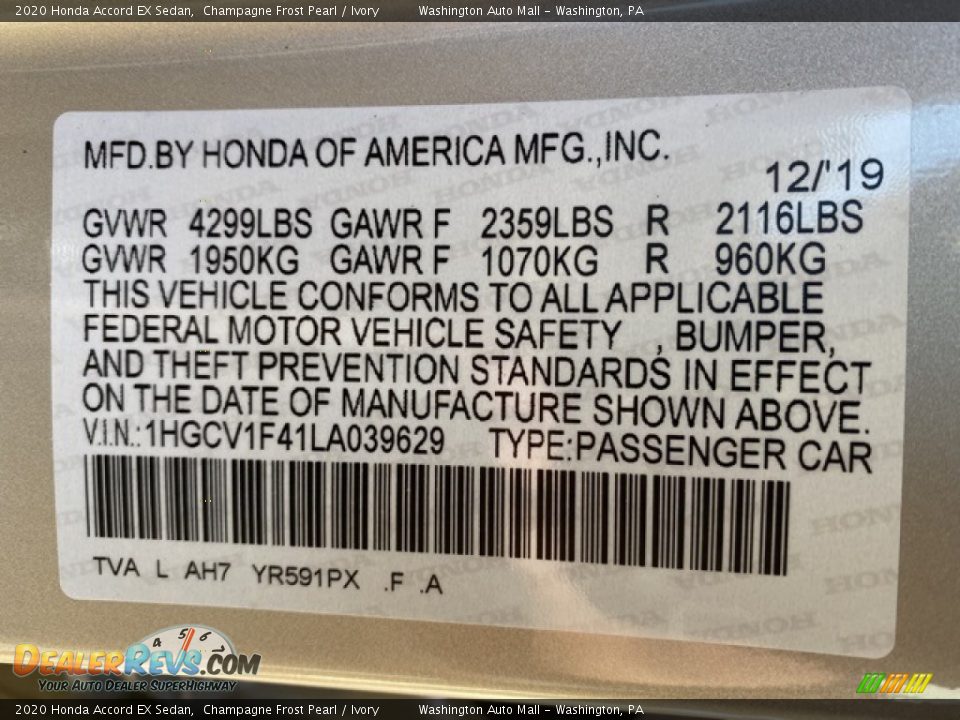 2020 Honda Accord EX Sedan, Champagne Frost Pearl / Ivory Washington Auto Mall - Washington, PA
MFD.BY HONDA OF AMERICA MFG.,INC.
12/'19
GVWR 4299LBS GAWR F 2359LBS R 2116LBS
GVWR 1950KG GAWR F 1070KG R 960KG
THIS VEHICLE CONFORMS TO ALL APPLICABLE
FEDERAL MOTOR VEHICLE SAFETY , BUMPER,
AND THEFT PREVENTION STANDARDS IN EFFECT
ON THE DATE OF MANUFACTURE SHOWN ABOVE.
V.I.N.:1HGCV1F41LA039629 TYPE:PASSENGER CAR
TVA L AH7 YR591PX .F .A
4 5 6
DealerRevs.com
Your Auto Dealer SuperHighway
2020 Honda Accord EX Sedan, Champagne Frost Pearl / Ivory Washington Auto Mall - Washington, PA